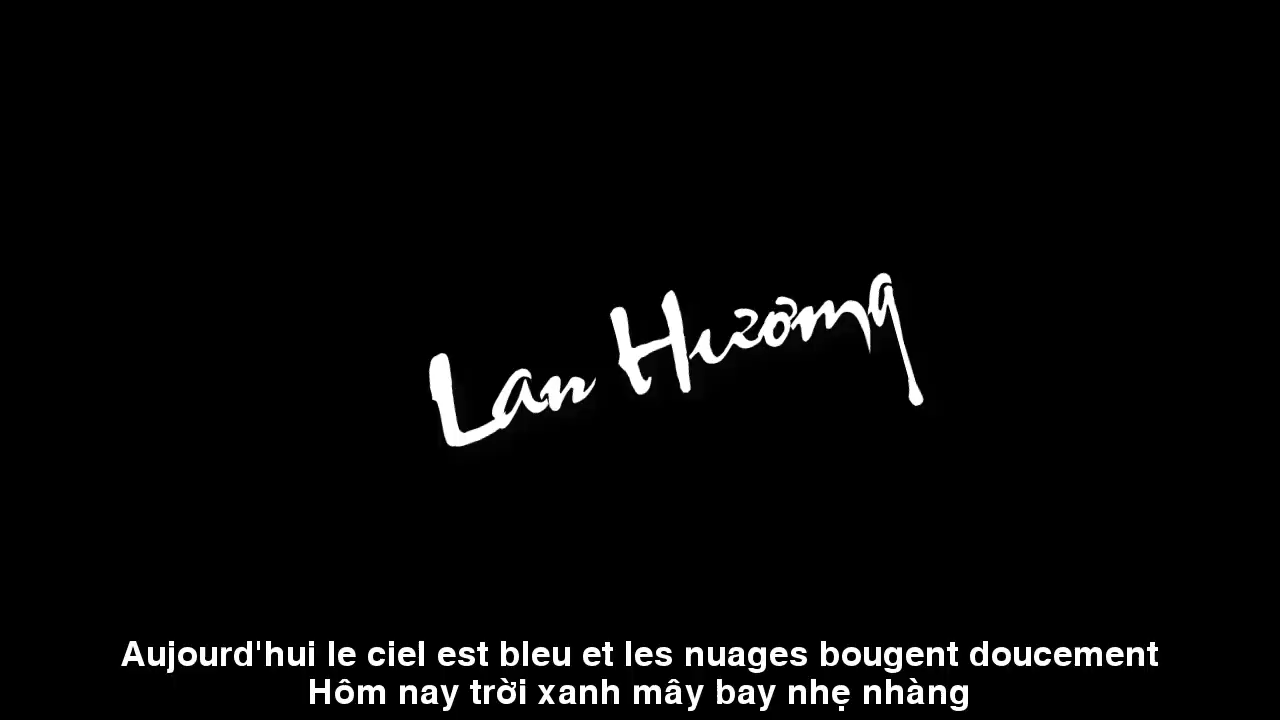 Lan Hương
Aujourd'hui le ciel est bleu et les nuages bougent doucement
Hôm nay trời xanh mây bay nhẹ nhàng